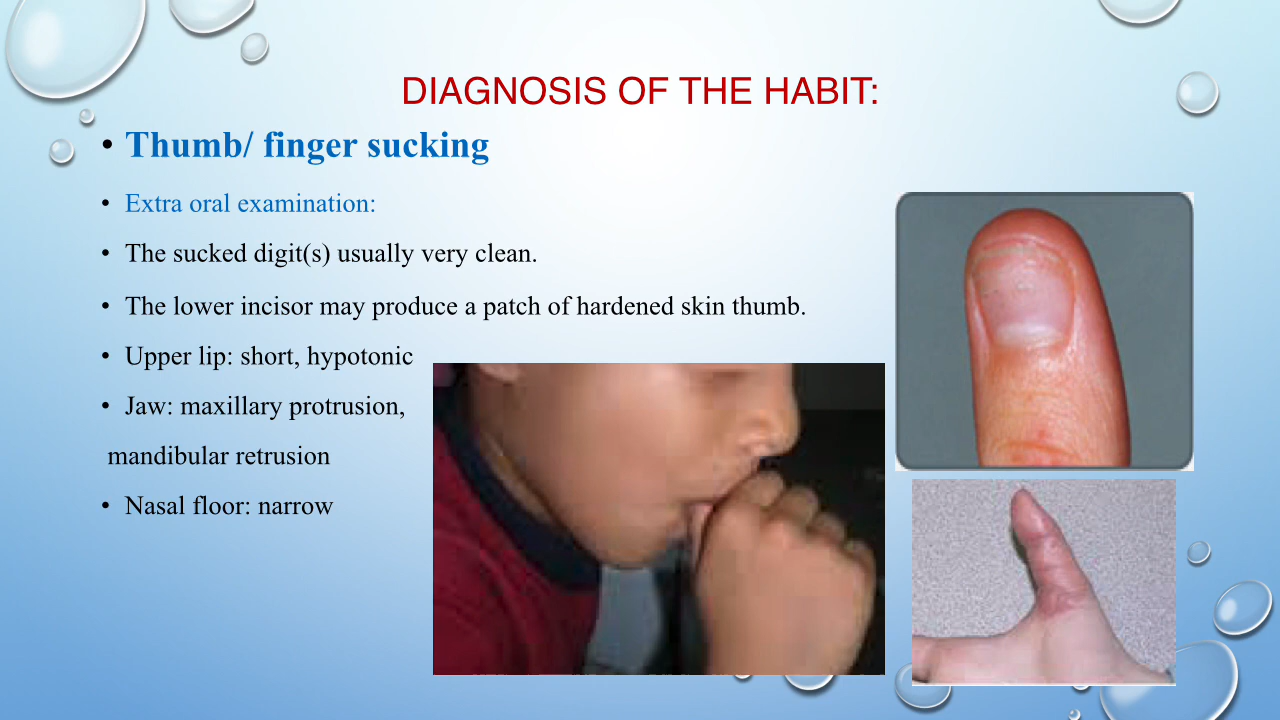 DIAGNOSIS OF THE HABIT:
• Thumb/ finger sucking
• Extra oral examination:
• The sucked digit(s) usually very clean.
• The lower incisor may produce a patch of hardened skin thumb.
• Upper lip: short, hypotonic
• Jaw: maxillary protrusion,
mandibular retrusion
• Nasal floor: narrow